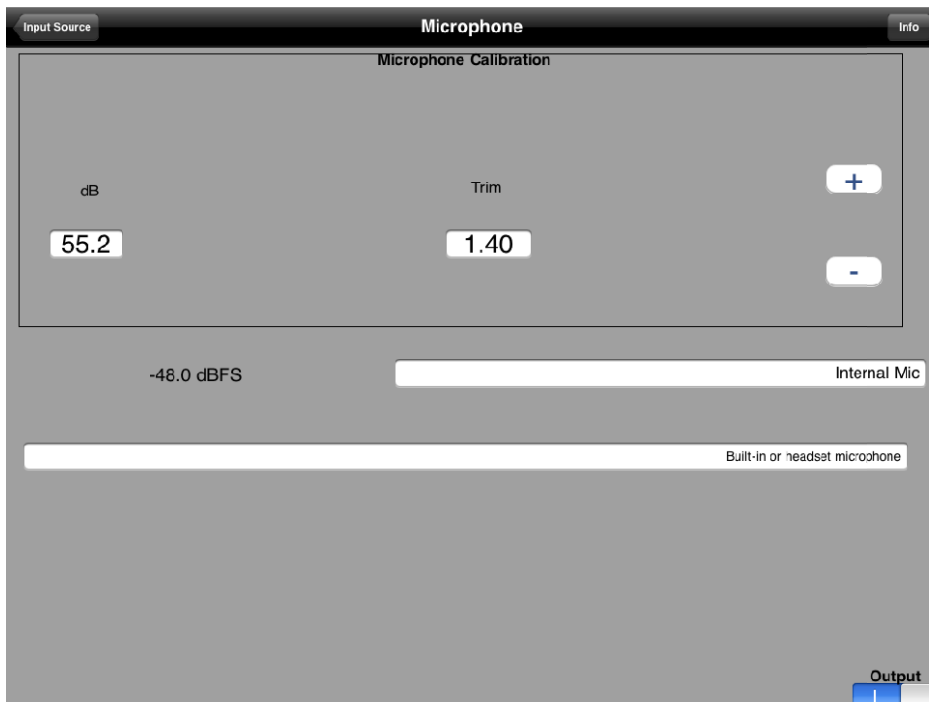 Input Source
Microphone
Info
Microphone Calibration
dB
Trim
+
55.2
1.40
-
-48.0 dBFS
Internal Mic
Built-in or headset microphone
Output